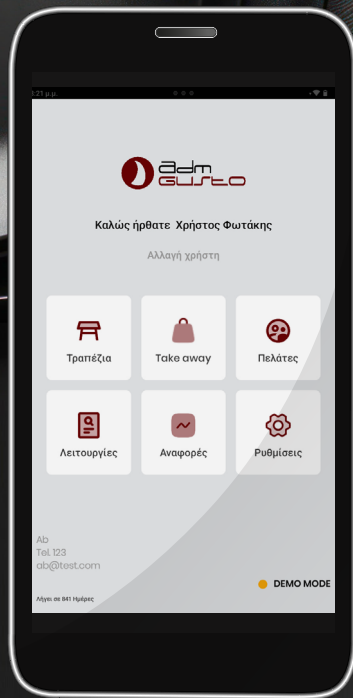 :21 μ.μ.
adm
Gusto
Καλώς ήρθατε Χρήστος Φωτάκης
Αλλαγή χρήστη
Τραπέζια
Take away
Πελάτες
Λειτουργίες
Αναφορές
Ρυθμίσεις
Ab
Tel. 123
ab@test.com
DEMO MODE
Λήγει σε 841 Ημέρες